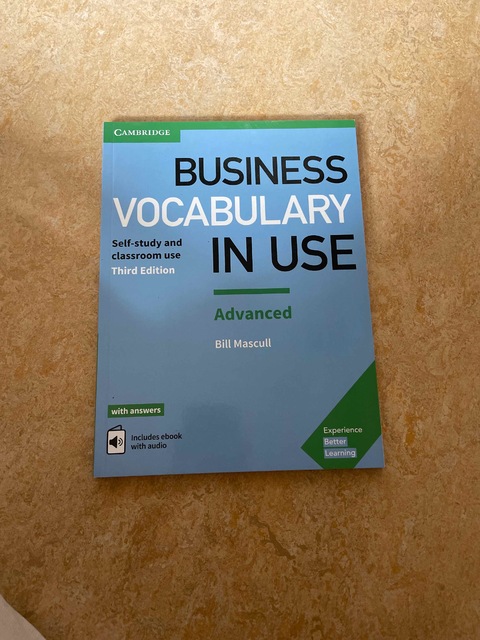 CAMBRIDGE
BUSINESS
VOCABULARY
IN USE
Self-study and
classroom use
Third Edition
Advanced
Bill Mascull
with answers
Includes ebook
with audio
Experience
Better
Learning